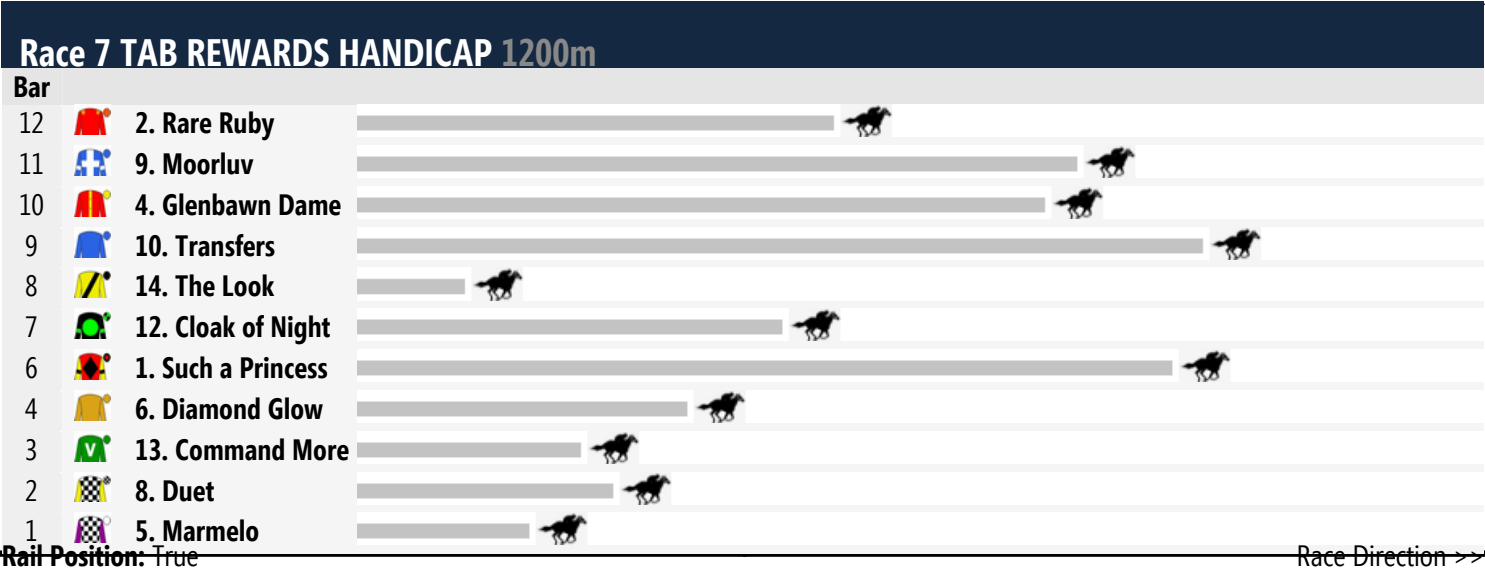 Race 7 TAB REWARDS HANDICAP 1200m
Bar
12 2. Rare Ruby
11 9. Moorluv
10 4. Glenbawn Dame
9 10. Transfers
8 14. The Look
7 12. Cloak of Night
6 1. Such a Princess
4 6. Diamond Glow
3 V 13. Command More
2 8. Duet
1 5. Marmelo
Rail Position: True Race Direction >>